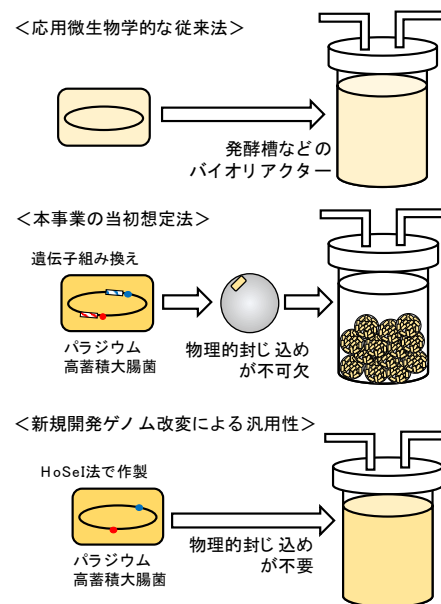 ＜応用微生物学的な従来法＞
発酵槽などの
バイオリアクター
＜本事業の当初想定法＞
遺伝子組み換え
パラジウム
高蓄積大腸菌
物理的封じ込め
が不可欠
＜新規開発ゲノム改変による汎用性＞
HoSeI法で作製
パラジウム
高蓄積大腸菌
物理的封じ込め
が不要